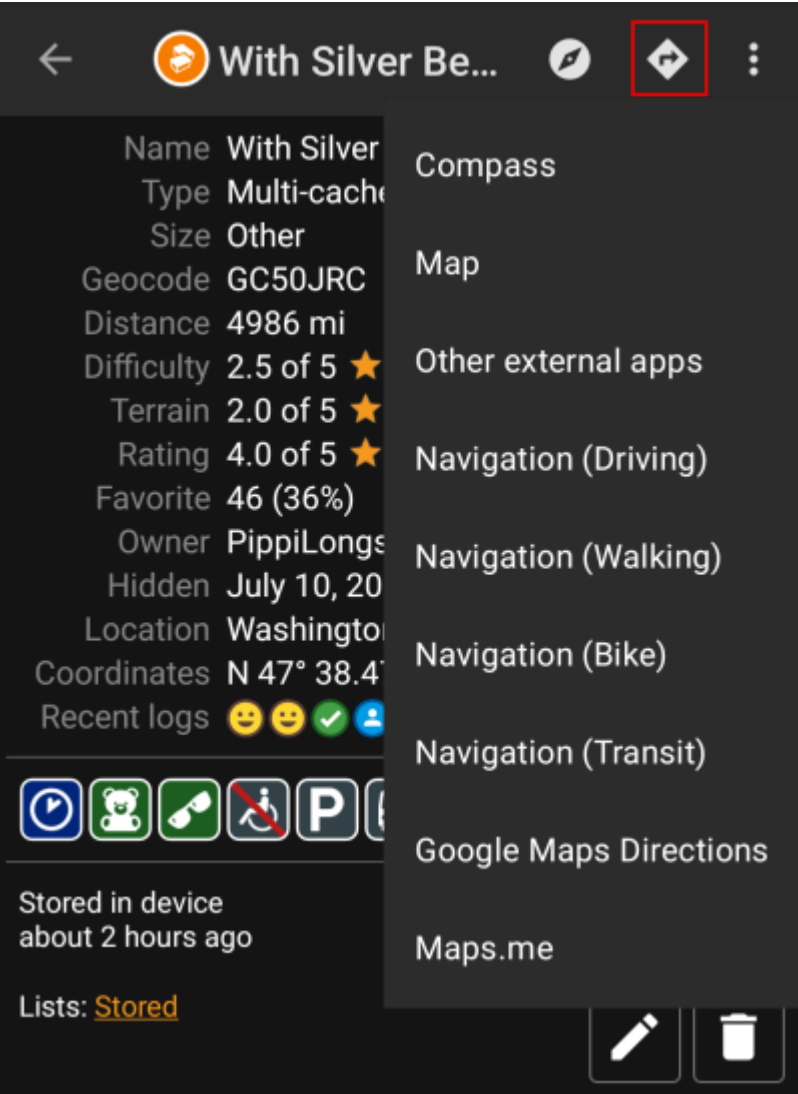 With Silver Be...
Name With Silver
Type Multi-cache
Size Other
Geocode GC50JRC
Distance 4986 mi
Difficulty 2.5 of 5
Terrain 2.0 of 5
Rating 4.0 of 5
Favorite 46 (36%)
Owner PippiLongs
Hidden July 10, 20
Location Washington
Coordinates N 47° 38.4
Recent logs
P
Stored in device
about 2 hours ago
Lists: Stored
Compass
Map
Other external apps
Navigation (Driving)
Navigation (Walking)
Navigation (Bike)
Navigation (Transit)
Google Maps Directions
Maps.me